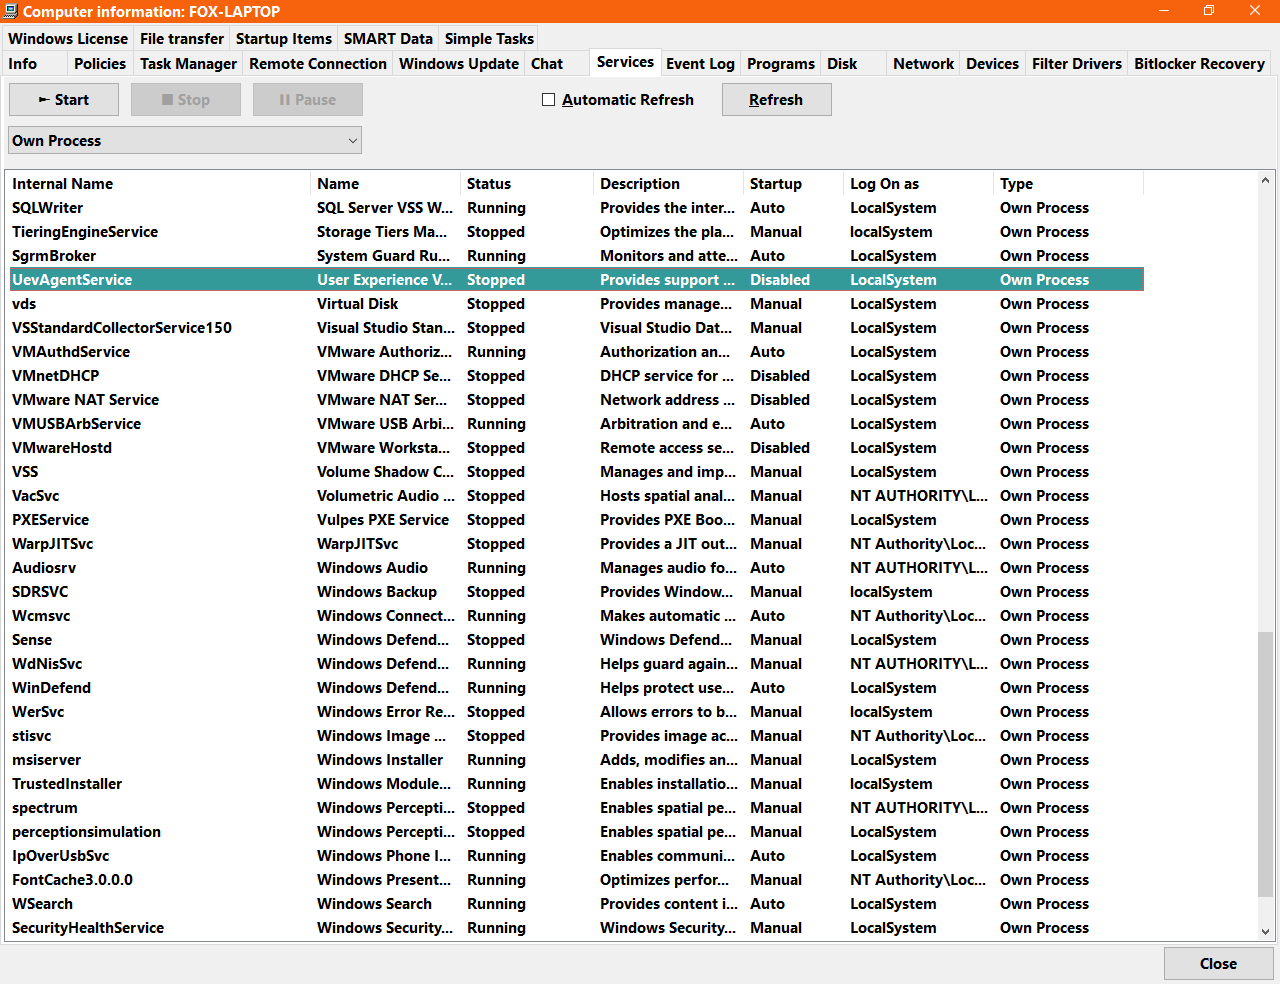 Computer information: FOX-LAPTOP
Windows License File transfer Startup Items SMART Data Simple Tasks
Info Policies Task Manager Remote Connection Windows Update Chat Services Event Log Programs Disk Network Devices Filter Drivers Bitlocker Recovery
Start Stop Pause Automatic Refresh Refresh
Own Process
Internal Name Name Status Description Startup Log On as Type
SQLWriter SQL Server VSS W... Running Provides the inter... Auto LocalSystem Own Process
TieringEngineService Storage Tiers Ma... Stopped Optimizes the pla... Manual localSystem Own Process
SgrmBroker System Guard Ru... Running Monitors and atte... Auto LocalSystem Own Process
UevAgentService User Experience V... Stopped Provides support ... Disabled LocalSystem Own Process
vds Virtual Disk Stopped Provides manage... Manual LocalSystem Own Process
VSStandardCollectorService150 Visual Studio Stan... Stopped Visual Studio Dat... Manual LocalSystem Own Process
VMAuthdService VMware Authoriz... Running Authorization an... Auto LocalSystem Own Process
VMnetDHCP VMware DHCP Se... Stopped DHCP service for ... Disabled LocalSystem Own Process
VMware NAT Service VMware NAT Ser... Stopped Network address ... Disabled LocalSystem Own Process
VMUSBArbService VMware USB Arbi... Running Arbitration and e... Auto LocalSystem Own Process
VMwareHostd VMware Worksta... Stopped Remote access se... Disabled LocalSystem Own Process
VSS Volume Shadow C... Stopped Manages and imp... Manual LocalSystem Own Process
VacSvc Volumetric Audio ... Stopped Hosts spatial anal... Manual NT AUTHORITY\L... Own Process
PXEService Vulpes PXE Service Stopped Provides PXE Boo... Manual LocalSystem Own Process
WarpJITSvc WarpJITSvc Stopped Provides a JIT out... Manual NT Authority\Loc... Own Process
Audiosrv Windows Audio Running Manages audio fo... Auto NT AUTHORITY\L... Own Process
SDRSVC Windows Backup Stopped Provides Window... Manual localSystem Own Process
Wcmsvc Windows Connect... Running Makes automatic ... Auto NT Authority\Loc... Own Process
Sense Windows Defend... Stopped Windows Defend... Manual LocalSystem Own Process
WdNisSvc Windows Defend... Running Helps guard again... Manual NT AUTHORITY\L... Own Process
WinDefend Windows Defend... Running Helps protect use... Auto LocalSystem Own Process
WerSvc Windows Error Re... Stopped Allows errors to b... Manual localSystem Own Process
stisvc Windows Image ... Stopped Provides image ac... Manual NT Authority\Loc... Own Process
msiserver Windows Installer Running Adds, modifies an... Manual LocalSystem Own Process
TrustedInstaller Windows Module... Running Enables installatio... Manual localSystem Own Process
spectrum Windows Percepti... Stopped Enables spatial pe... Manual NT AUTHORITY\L... Own Process
perceptionsimulation Windows Percepti... Stopped Enables spatial pe... Manual LocalSystem Own Process
IpOverUsbSvc Windows Phone I... Running Enables communi... Auto LocalSystem Own Process
FontCache3.0.0.0 Windows Present... Running Optimizes perfor... Manual NT Authority\Loc... Own Process
WSearch Windows Search Running Provides content i... Auto LocalSystem Own Process
SecurityHealthService Windows Security... Running Windows Security... Manual LocalSystem Own Process
Close